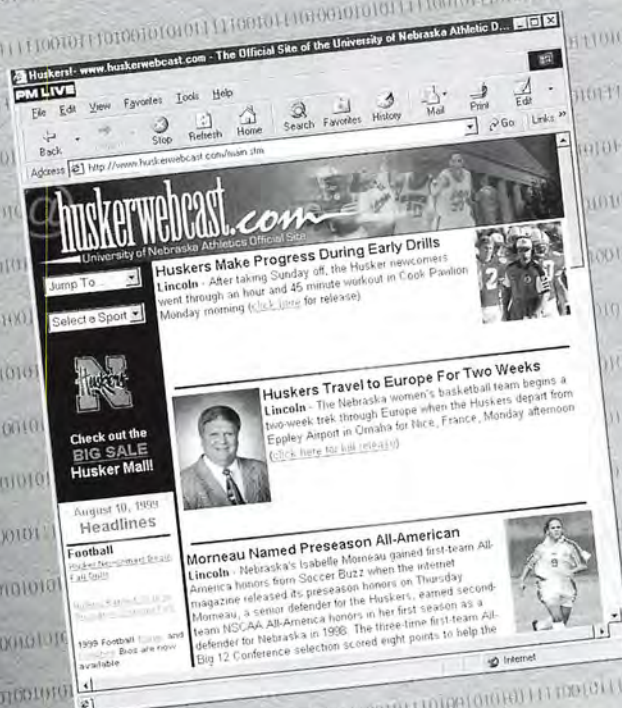 Huskers!- www.huskerwebcast.com - The Official Site of the University of Nebraska Athletic D...
PM LIVE
File Edit View Favorites Tools Help
Back Stop Refresh Home Search Favorites History Mail Print Edit
Address http://www.huskerwebcast.com/main.stm Go Links »
huskerwebcast.com
University of Nebraska Athletics Official Site
Jump To...
Select a Sport
Huskers
Check out the
BIG SALE
Husker Mall!
August 10, 1999
Headlines
Football
1999 Football and
Bios are now
available.
Huskers Make Progress During Early Drills
Lincoln - After taking Sunday off, the Husker newcomers
went through an hour and 45 minute workout in Cook Pavilion
Monday morning (click here for release)
Huskers Travel to Europe For Two Weeks
Lincoln - The Nebraska women's basketball team begins a
two-week trek through Europe when the Huskers depart from
Eppley Airport in Omaha for Nice, France, Monday afternoon
(click here for full release)
Morneau Named Preseason All-American
Lincoln - Nebraska's Isabelle Morneau gained first-team All-
America honors from Soccer Buzz when the internet
magazine released its preseason honors on Thursday
Morneau, a senior defender for the Huskers, earned second-
team NSCAA All-America honors in her first season as a
defender for Nebraska in 1998. The three-time first-team All-
Big 12 Conference selection scored eight points to help the
Internet